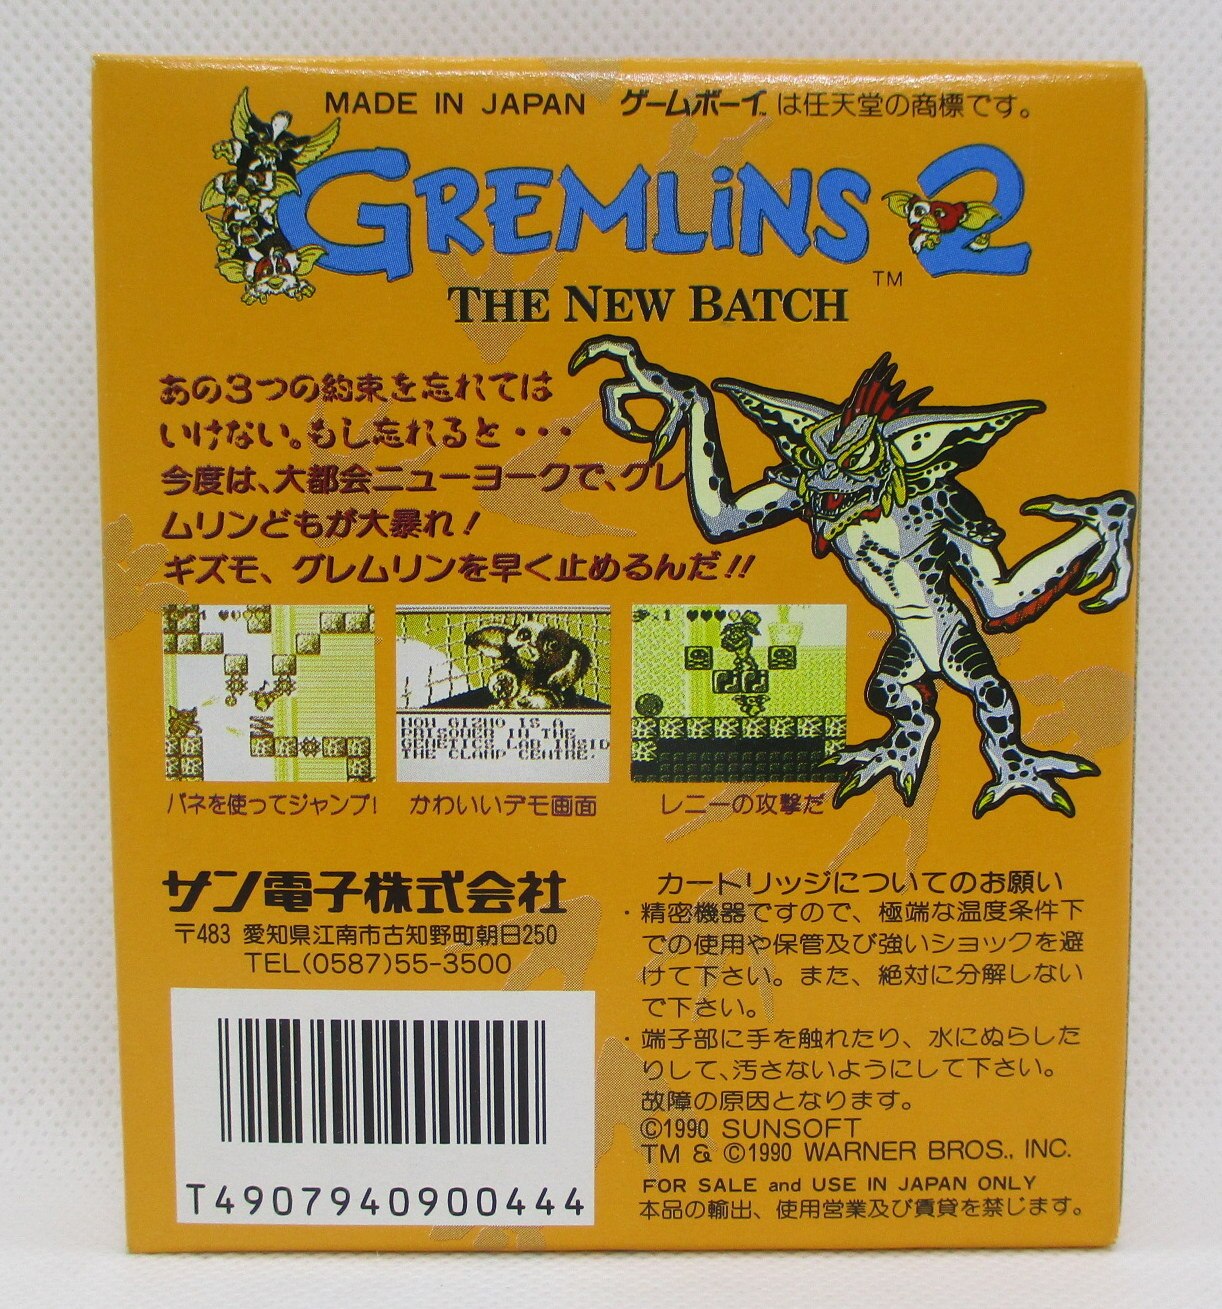 MADE IN JAPAN ゲームボーイ™は任天堂の商標です。
GREMLiNS 2
TM
THE NEW BATCH
あの3つの約束を忘れては
いけない。もし忘れると・・・
今度は、大都会ニューヨークで、グレ
ムリンどもが大暴れ!
ギズモ、グレムリンを早く止めるんだ!!
×1
NOW GIZMO IS A
PRISONER IN THE
GENETICS LAB INSID
THE CLAMP CENTRE.
バネを使ってジャンプ!
かわいいデモ画面
レニーの攻撃だ
サン電子株式会社
〒483 愛知県江南市古知野町朝日250
TEL(0587)55-3500
T4907940900444
カートリッジについてのお願い
・精密機器ですので、極端な温度条件下
での使用や保管及び強いショックを避
けて下さい。また、絶対に分解しない
で下さい。
・端子部に手を触れたり、水にぬらした
りして、汚さないようにして下さい。
故障の原因となります。
©1990 SUNSOFT
TM & ©1990 WARNER BROS., INC.
FOR SALE and USE IN JAPAN ONLY
本品の輸出、使用営業及び賃貸を禁じます。